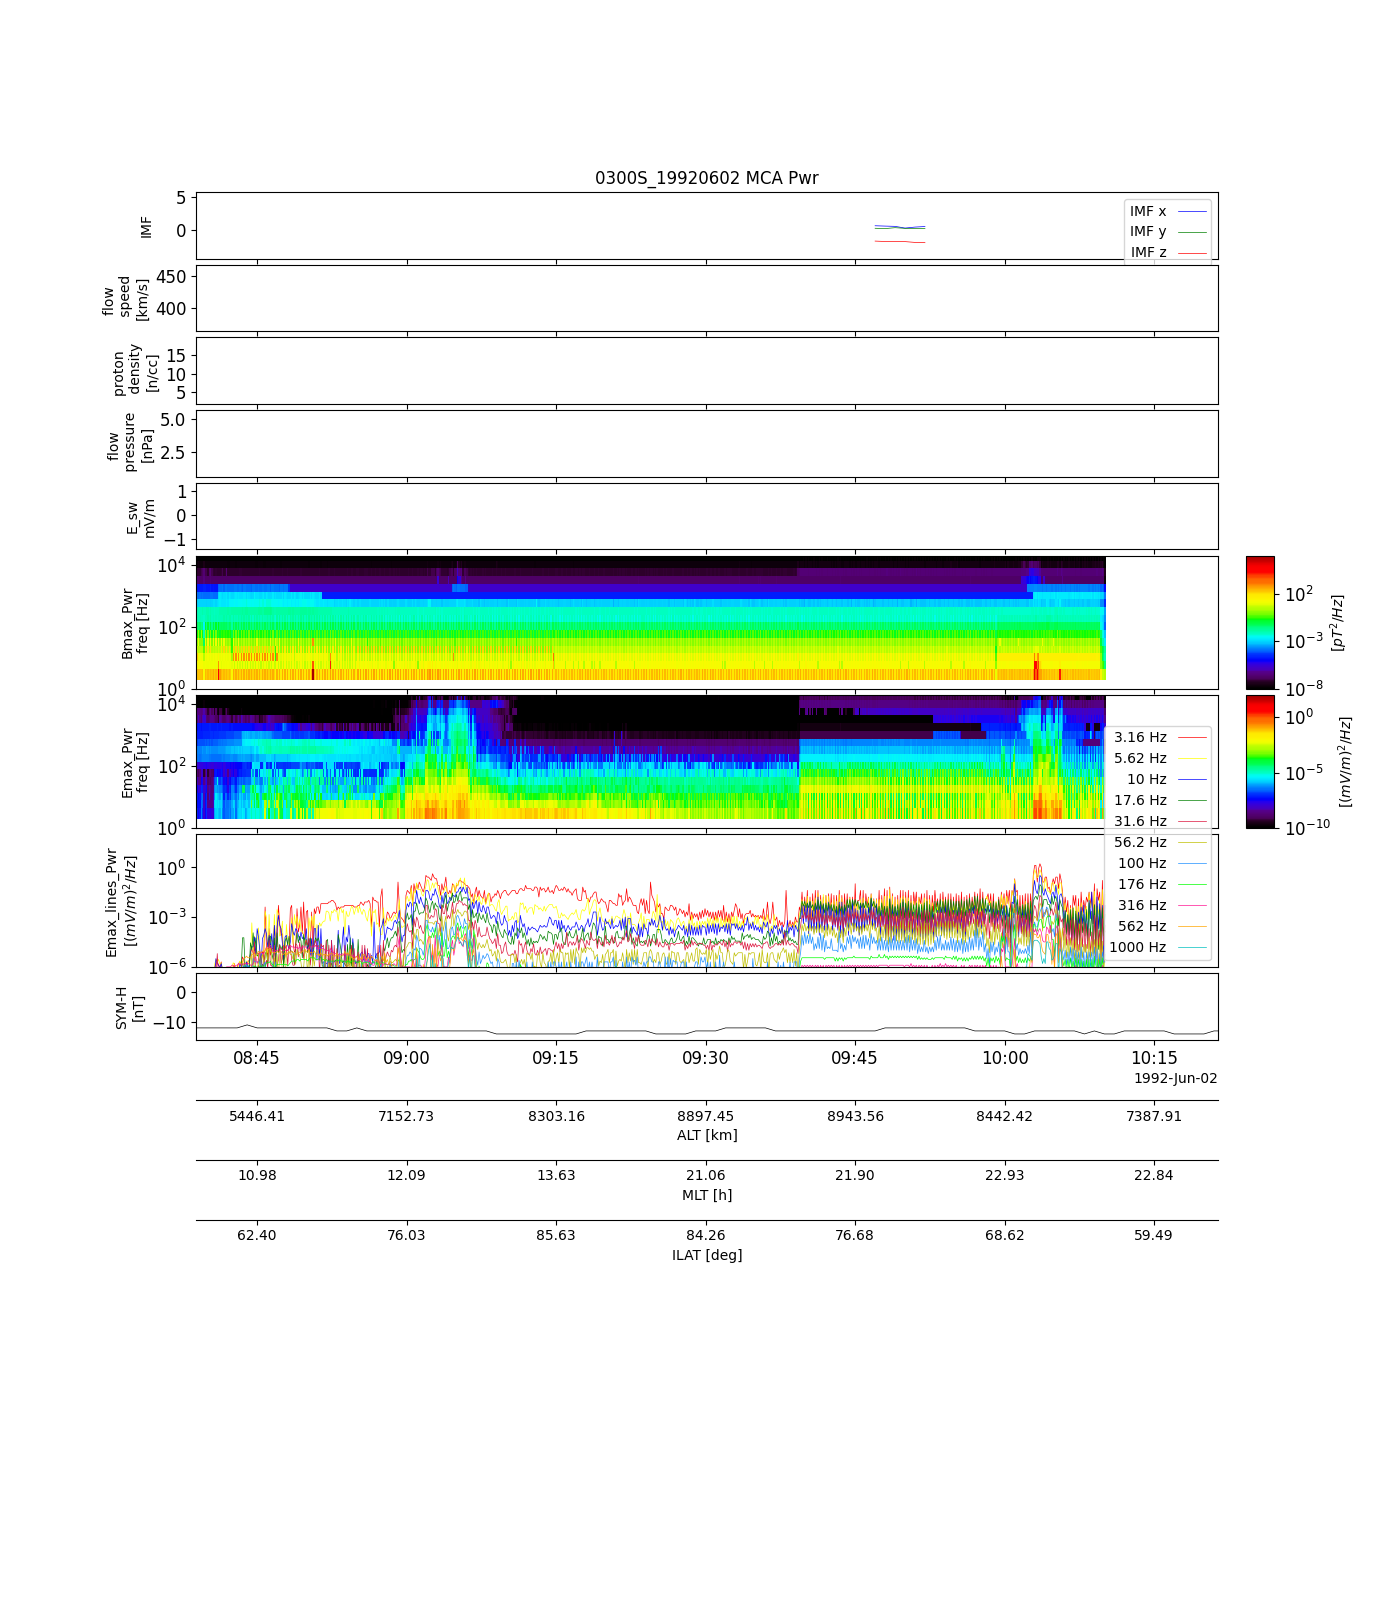 0300S_19920602 MCA Pwr
5
0
IMF
IMF x
IMF y
IMF z
450
400
flow
speed
[km/s]
15
10
5
proton
density
[n/cc]
5.0
2.5
flow
pressure
[nPa]
1
0
−1
E_sw
mV/m
10^4
10^2
10^0
Bmax_Pwr
freq [Hz]
10^2
10^−3
10^−8
[pT^2/Hz]
10^4
10^2
10^0
Emax_Pwr
freq [Hz]
10^0
10^−5
10^−10
[(mV/m)^2/Hz]
3.16 Hz
5.62 Hz
10 Hz
17.6 Hz
31.6 Hz
56.2 Hz
100 Hz
176 Hz
316 Hz
562 Hz
1000 Hz
10^0
10^−3
10^−6
Emax_lines_Pwr
[(mV/m)^2/Hz]
0
−10
SYM-H
[nT]
08:45 09:00 09:15 09:30 09:45 10:00 10:15
1992-Jun-02
5446.41 7152.73 8303.16 8897.45 8943.56 8442.42 7387.91
ALT [km]
10.98 12.09 13.63 21.06 21.90 22.93 22.84
MLT [h]
62.40 76.03 85.63 84.26 76.68 68.62 59.49
ILAT [deg]